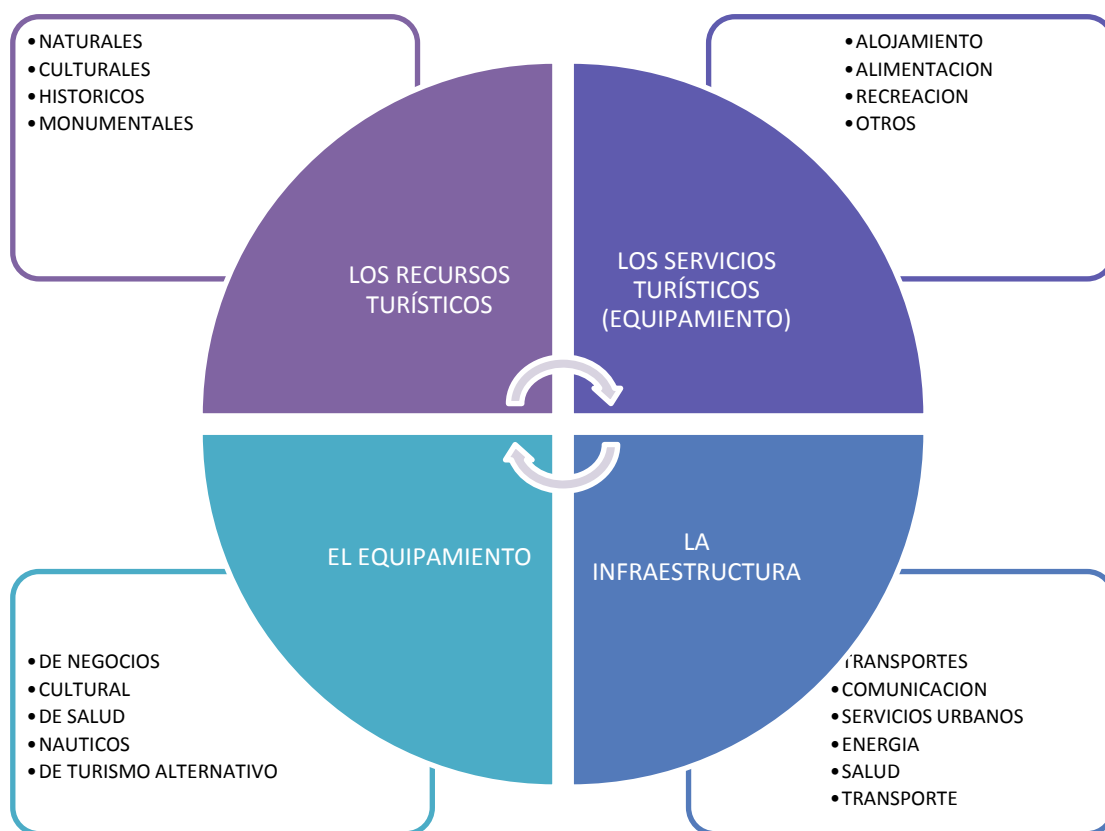 •NATURALES
•CULTURALES
•HISTORICOS
•MONUMENTALES
•ALOJAMIENTO
•ALIMENTACION
•RECREACION
•OTROS
LOS RECURSOS
TURÍSTICOS
LOS SERVICIOS
TURÍSTICOS
(EQUIPAMIENTO)
EL EQUIPAMIENTO
LA
INFRAESTRUCTURA
•DE NEGOCIOS
•CULTURAL
•DE SALUD
•NAUTICOS
•DE TURISMO ALTERNATIVO
TRANSPORTES
•COMUNICACION
•SERVICIOS URBANOS
•ENERGIA
•SALUD
•TRANSPORTE